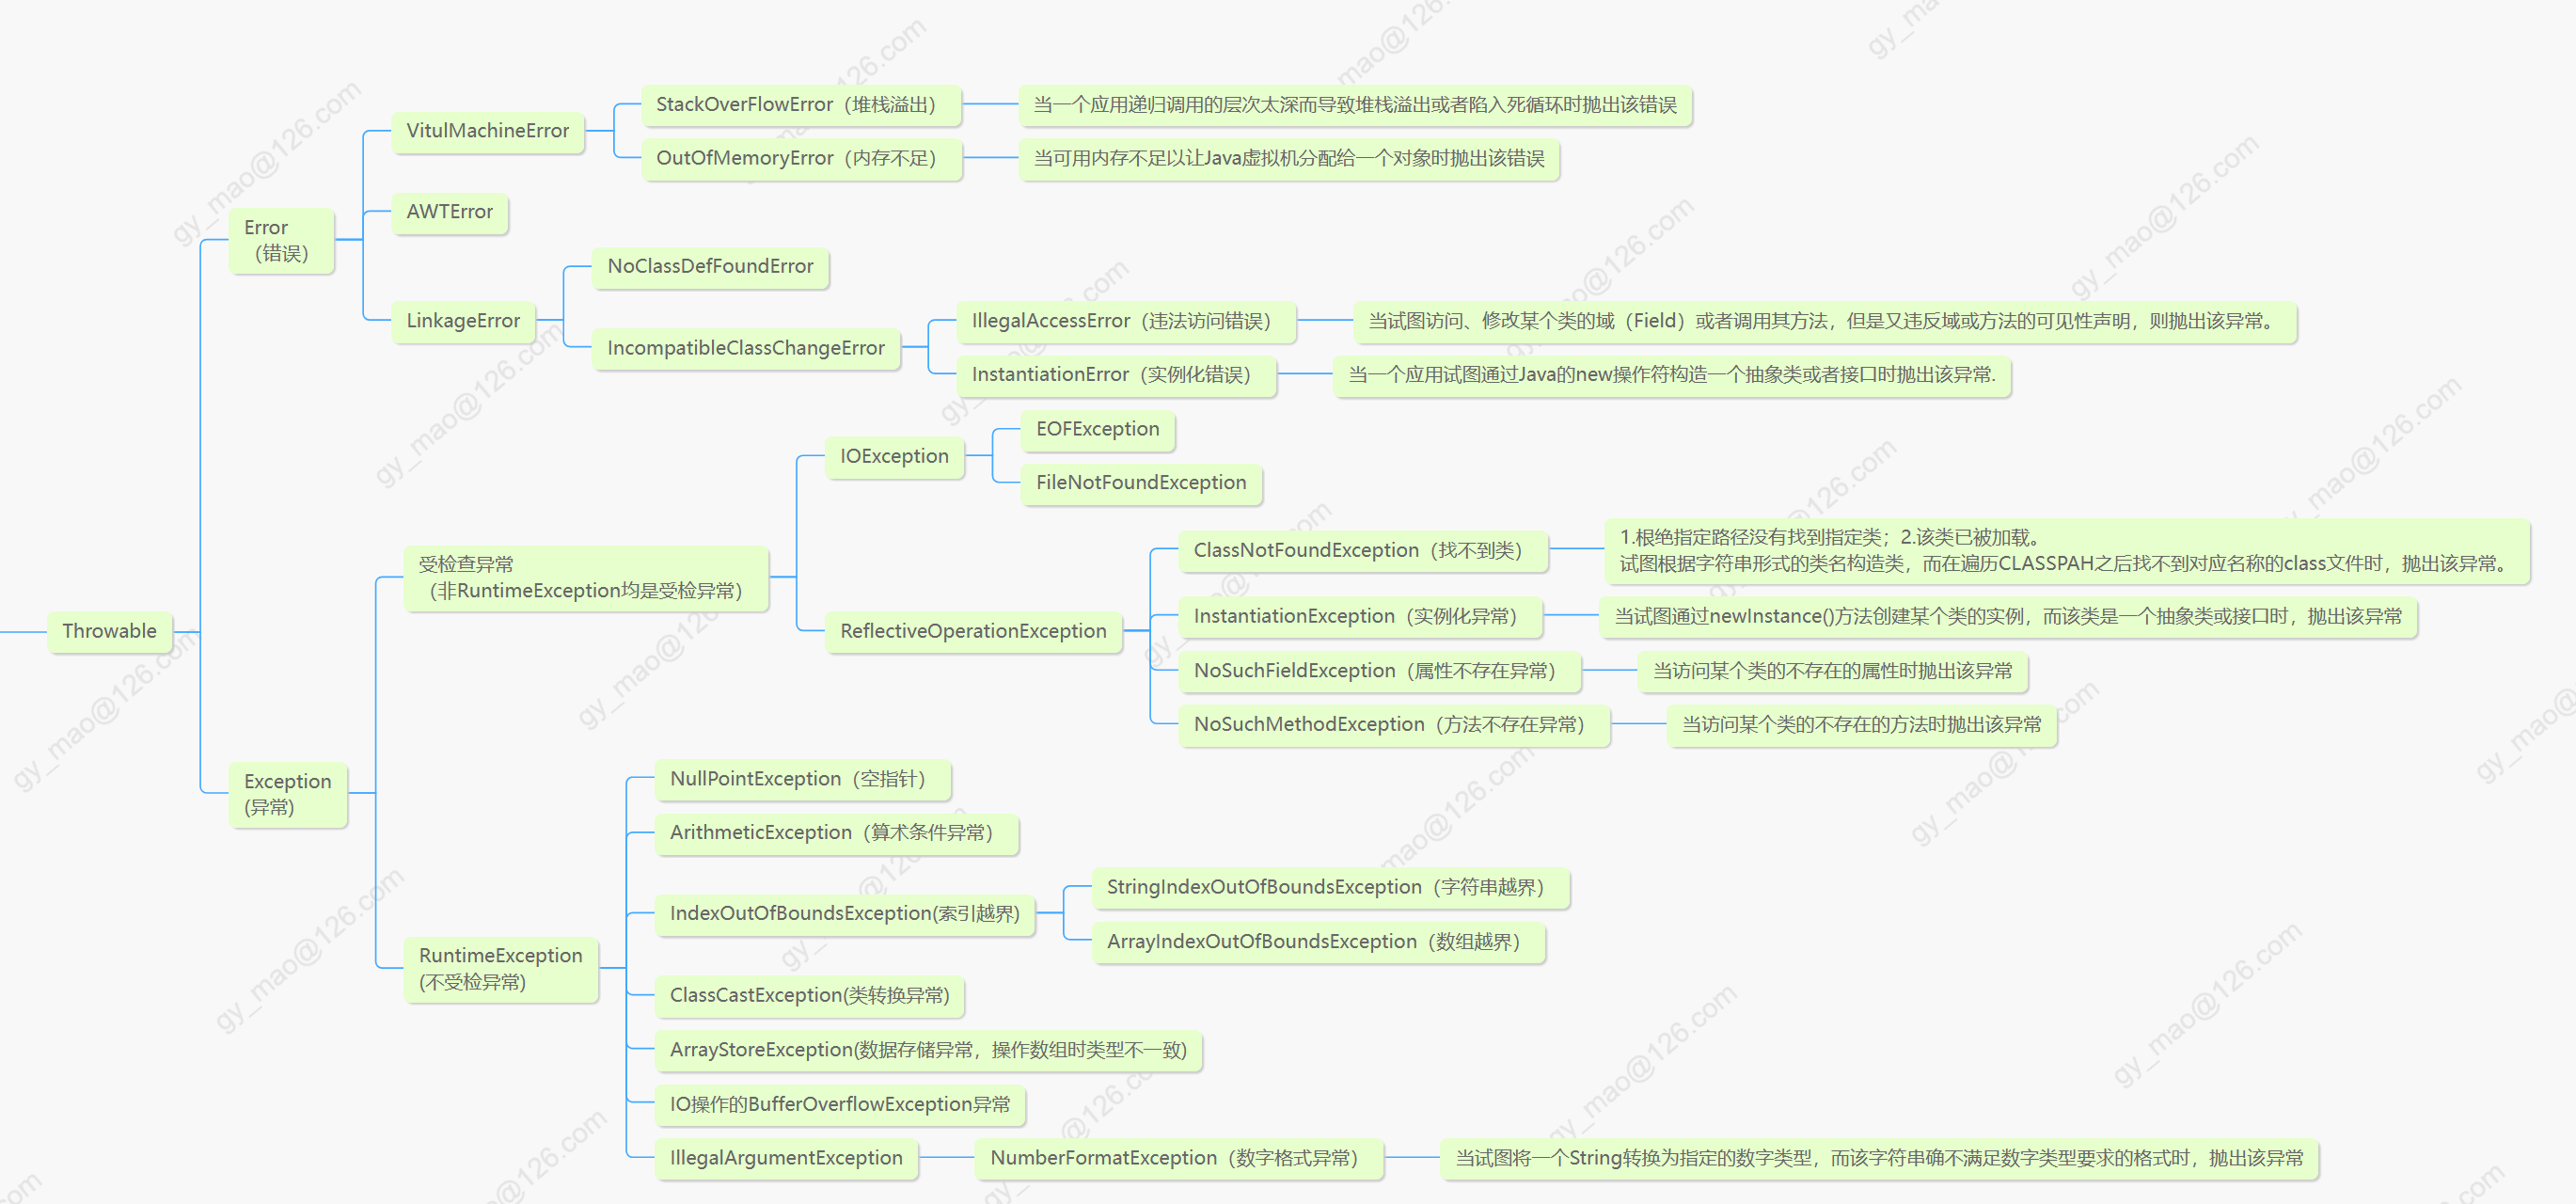 Throwable
Error
（错误）
VitulMachineError
StackOverFlowError（堆栈溢出）
当一个应用递归调用的层次太深而导致堆栈溢出或者陷入死循环时抛出该错误
OutOfMemoryError（内存不足）
当可用内存不足以让Java虚拟机分配给一个对象时抛出该错误
AWTError
LinkageError
NoClassDefFoundError
IncompatibleClassChangeError
IllegalAccessError（违法访问错误）
当试图访问、修改某个类的域（Field）或者调用其方法，但是又违反域或方法的可见性声明，则抛出该异常。
InstantiationError（实例化错误）
当一个应用试图通过Java的new操作符构造一个抽象类或者接口时抛出该异常.
Exception
(异常)
受检查异常
（非RuntimeException均是受检异常）
IOException
EOFException
FileNotFoundException
ReflectiveOperationException
ClassNotFoundException（找不到类）
1.根绝指定路径没有找到指定类；2.该类已被加载。
试图根据字符串形式的类名构造类，而在遍历CLASSPAH之后找不到对应名称的class文件时，抛出该异常。
InstantiationException（实例化异常）
当试图通过newInstance()方法创建某个类的实例，而该类是一个抽象类或接口时，抛出该异常
NoSuchFieldException（属性不存在异常）
当访问某个类的不存在的属性时抛出该异常
NoSuchMethodException（方法不存在异常）
当访问某个类的不存在的方法时抛出该异常
RuntimeException
(不受检异常)
NullPointException（空指针）
ArithmeticException（算术条件异常）
IndexOutOfBoundsException(索引越界)
StringIndexOutOfBoundsException（字符串越界）
ArrayIndexOutOfBoundsException（数组越界）
ClassCastException(类转换异常)
ArrayStoreException(数据存储异常，操作数组时类型不一致)
IO操作的BufferOverflowException异常
IllegalArgumentException
NumberFormatException（数字格式异常）
当试图将一个String转换为指定的数字类型，而该字符串确不满足数字类型要求的格式时，抛出该异常
gy_mao@126.com